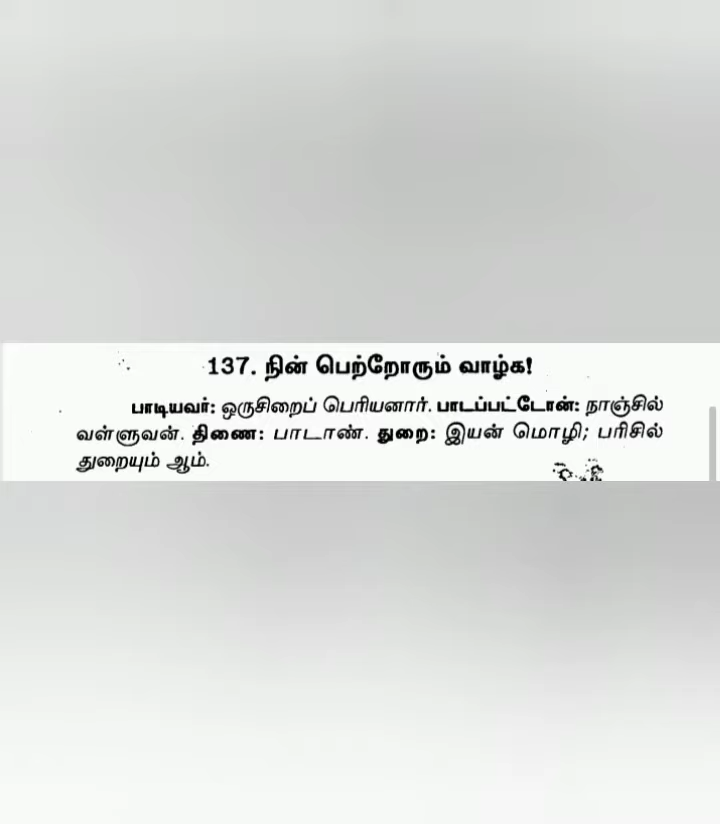 137. நின் பெற்றோரும் வாழ்க!
பாடியவர்: ஒருசிறைப் பெரியனார். பாடப்பட்டோன்: நாஞ்சில்
வள்ளுவன். திணை: பாடாண். துறை: இயன் மொழி; பரிசில்
துறையும் ஆம்.